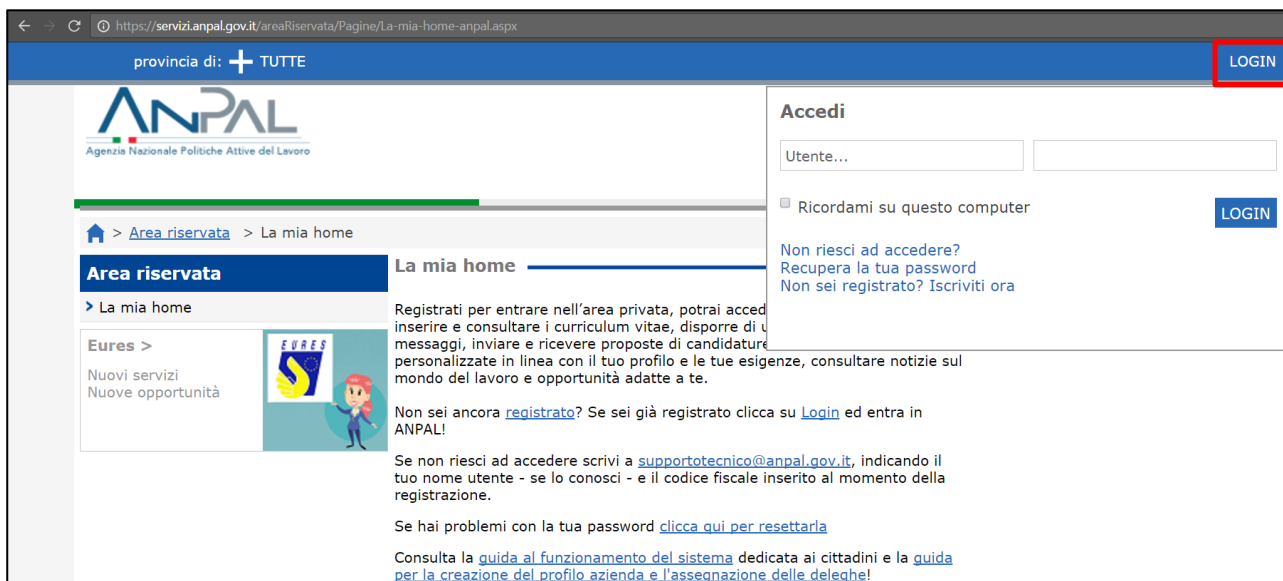 https://servizi.anpal.gov.it/areaRiservata/Pagine/La-mia-home-anpal.aspx
provincia di: + TUTTE
LOGIN
ANPAL
Agenzia Nazionale Politiche Attive del Lavoro
Accedi
Utente...
Ricordami su questo computer
LOGIN
Non riesci ad accedere?
Recupera la tua password
Non sei registrato? Iscriviti ora
> Area riservata > La mia home
Area riservata
La mia home
Eures >
Nuovi servizi
Nuove opportunità
EURES
La mia home
Registrati per entrare nell'area privata, potrai acced
inserire e consultare i curriculum vitae, disporre di u
messaggi, inviare e ricevere proposte di candidature
personalizzate in linea con il tuo profilo e le tue esigenze, consultare notizie sul
mondo del lavoro e opportunità adatte a te.
Non sei ancora registrato? Se sei già registrato clicca su Login ed entra in
ANPAL!
Se non riesci ad accedere scrivi a supportotecnico@anpal.gov.it, indicando il
tuo nome utente - se lo conosci - e il codice fiscale inserito al momento della
registrazione.
Se hai problemi con la tua password clicca qui per resettarla
Consulta la guida al funzionamento del sistema dedicata ai cittadini e la guida
per la creazione del profilo azienda e l'assegnazione delle deleghe!